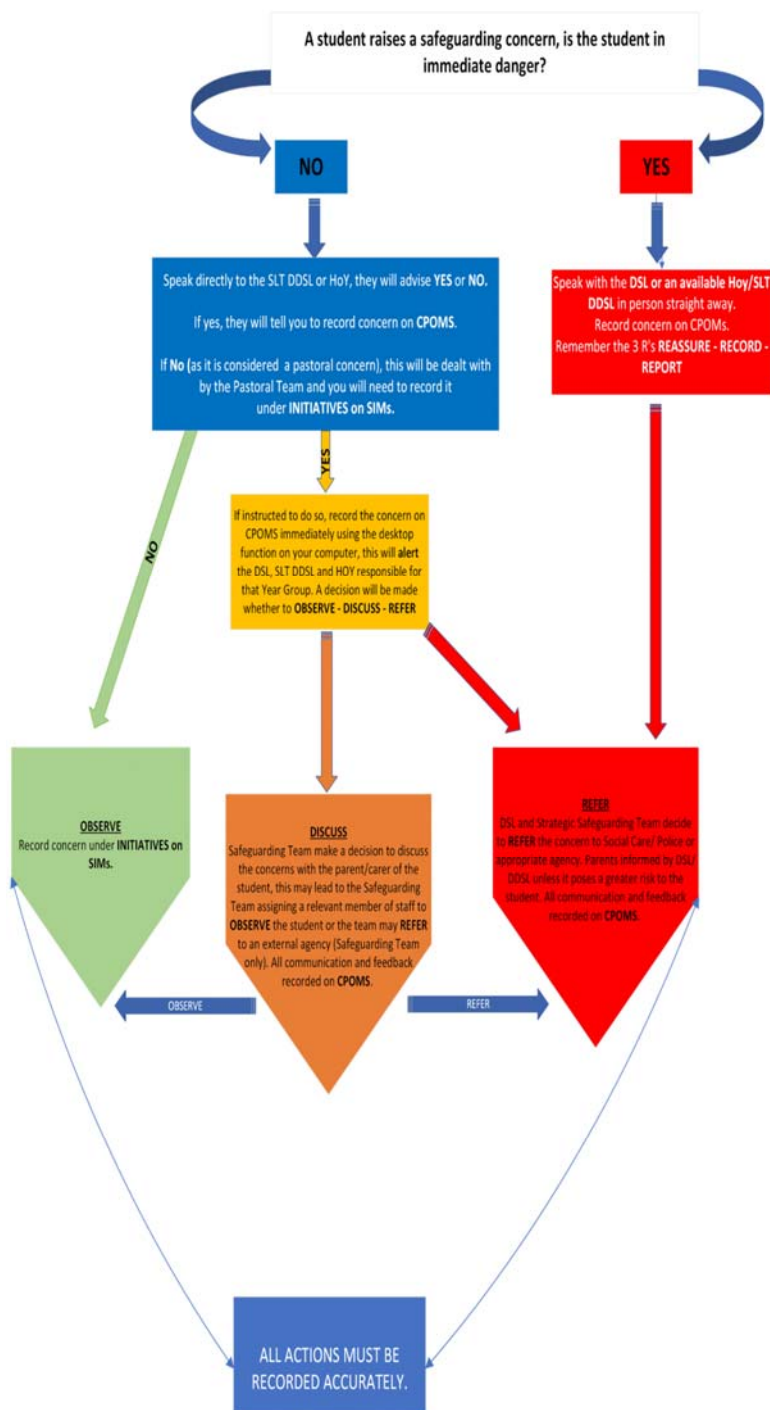 A student raises a safeguarding concern, is the student in
immediate danger?
NO
YES
Speak directly to the SLT DDSL or HoY, they will advise YES or NO.
If yes, they will tell you to record concern on CPOMS.
If No (as it is considered a pastoral concern), this will be dealt with
by the Pastoral Team and you will need to record it
under INITIATIVES on SIMs.
Speak with the DSL or an available Hoy/SLT
DDSL in person straight away.
Record concern on CPOMs.
Remember the 3 R's REASSURE - RECORD -
REPORT
NO
YES
If instructed to do so, record the concern on
CPOMS immediately using the desktop
function on your computer, this will alert
the DSL, SLT DDSL and HOY responsible for
that Year Group. A decision will be made
whether to OBSERVE - DISCUSS - REFER
OBSERVE
Record concern under INITIATIVES on
SIMs.
DISCUSS
Safeguarding Team make a decision to discuss
the concerns with the parent/carer of the
student, this may lead to the Safeguarding
Team assigning a relevant member of staff to
OBSERVE the student or the team may REFER
to an external agency (Safeguarding Team
only). All communication and feedback
recorded on CPOMS.
REFER
DSL and Strategic Safeguarding Team decide
to REFER the concern to Social Care/ Police or
appropriate agency. Parents informed by DSL/
DDSL unless it poses a greater risk to the
student. All communication and feedback
recorded on CPOMS.
OBSERVE
REFER
ALL ACTIONS MUST BE
RECORDED ACCURATELY.